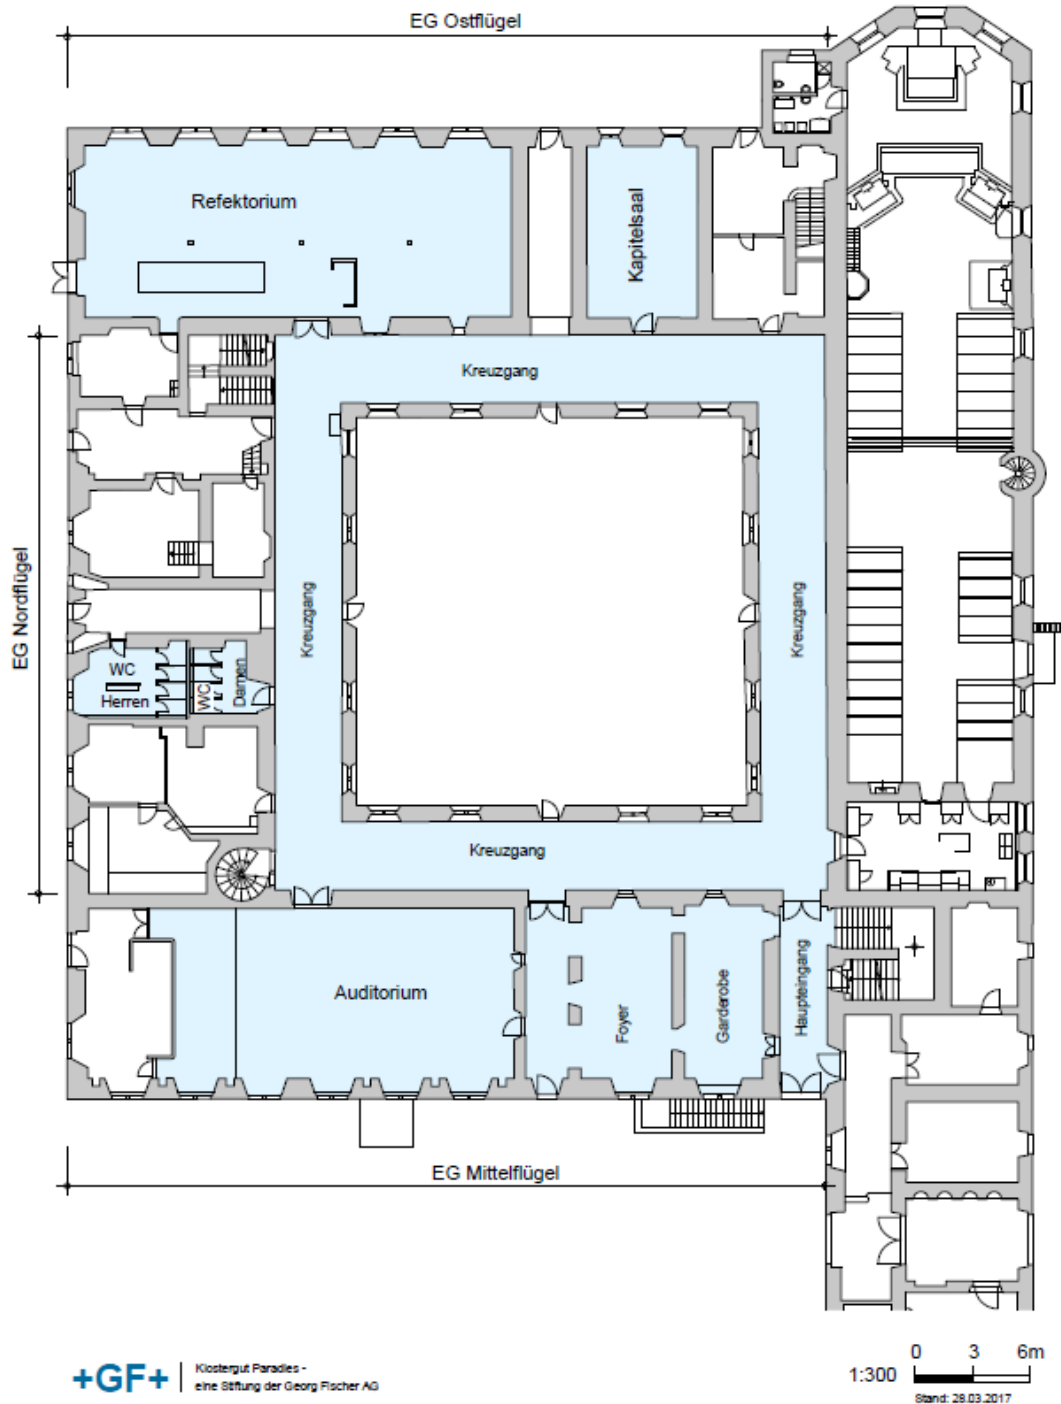 EG Ostflügel
Refektorium
Kapitelsaal
Kreuzgang
EG Nordflügel
Kreuzgang
Kreuzgang
WC
Herren
WC
Damen
Kreuzgang
Auditorium
Foyer
Garderobe
Haupteingang
EG Mittelflügel
+GF+
Klostergut Paradies -
eine Stiftung der Georg Fischer AG
1:300
0 3 6m
Stand: 28.03.2017